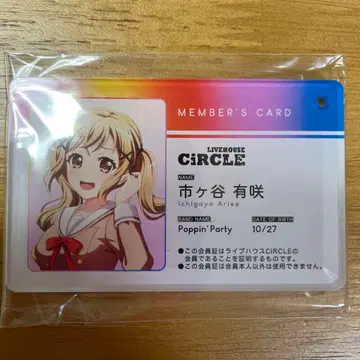 MEMBER'S CARD
LIVEHOUSE
CiRCLE
NAME
市ヶ谷 有咲
Ichigaya Arisa
BAND NAME DATE OF BIRTH
Poppin'Party 10/27
●この会員証はライブハウスCiRCLEの
会員であることを証明するものです。
●この会員証は会員本人以外は使用できません。